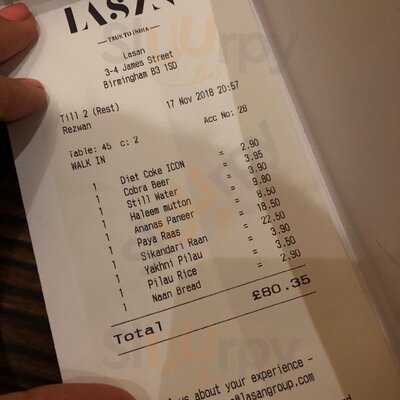 LASAN
TRUE TO INDIA
Lasan
3-4 James Street
Birmingham B3 1SD
Till 2 (Rest) 17 Nov 2018 20:57
Rezwan Acc No: 28
Table: 45 c: 2
WALK IN
1 Diet Coke ICON = 2.90
1 Cobra Beer = 3.95
1 Still Water = 3.90
1 Haleem mutton = 9.80
1 Ananas Paneer = 8.50
1 Paya Raas = 18.50
1 Sikandari Raan = 22.50
1 Yakhni Pilau = 3.90
1 Pilau Rice = 3.50
1 Naan Bread = 2.90
Total £80.35
us about your experience -
@lasangroup.com